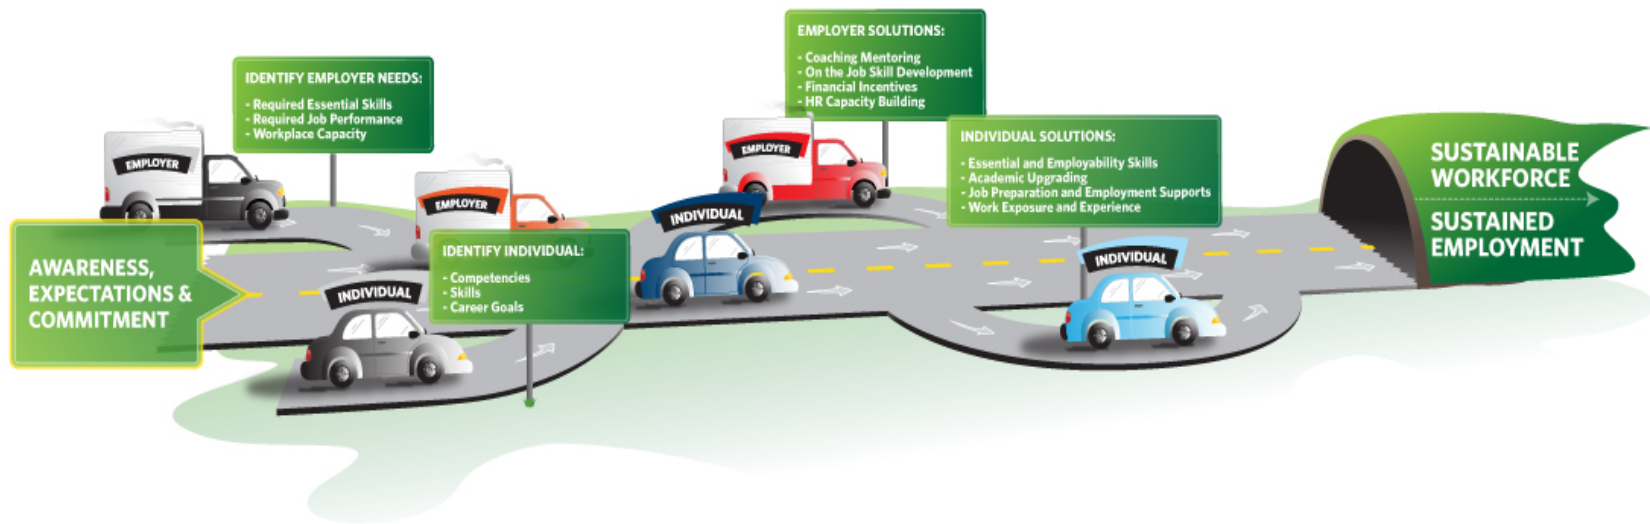 AWARENESS,
EXPECTATIONS &
COMMITMENT
EMPLOYER
IDENTIFY EMPLOYER NEEDS:
- Required Essential Skills
- Required Job Performance
- Workplace Capacity
INDIVIDUAL
EMPLOYER
IDENTIFY INDIVIDUAL:
- Competencies
- Skills
- Career Goals
INDIVIDUAL
EMPLOYER
EMPLOYER SOLUTIONS:
- Coaching Mentoring
- On the Job Skill Development
- Financial Incentives
- HR Capacity Building
INDIVIDUAL SOLUTIONS:
- Essential and Employability Skills
- Academic Upgrading
- Job Preparation and Employment Supports
- Work Exposure and Experience
INDIVIDUAL
SUSTAINABLE
WORKFORCE
SUSTAINED
EMPLOYMENT